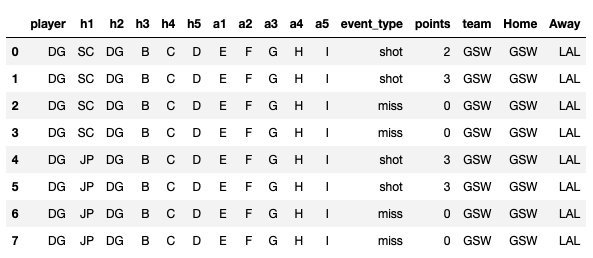 player h1 h2 h3 h4 h5 a1 a2 a3 a4 a5 event_type points team Home Away
0 DG SC DG B C D E F G H I shot 2 GSW GSW LAL
1 DG SC DG B C D E F G H I shot 3 GSW GSW LAL
2 DG SC DG B C D E F G H I miss 0 GSW GSW LAL
3 DG SC DG B C D E F G H I miss 0 GSW GSW LAL
4 DG JP DG B C D E F G H I shot 3 GSW GSW LAL
5 DG JP DG B C D E F G H I shot 3 GSW GSW LAL
6 DG JP DG B C D E F G H I miss 0 GSW GSW LAL
7 DG JP DG B C D E F G H I miss 0 GSW GSW LAL